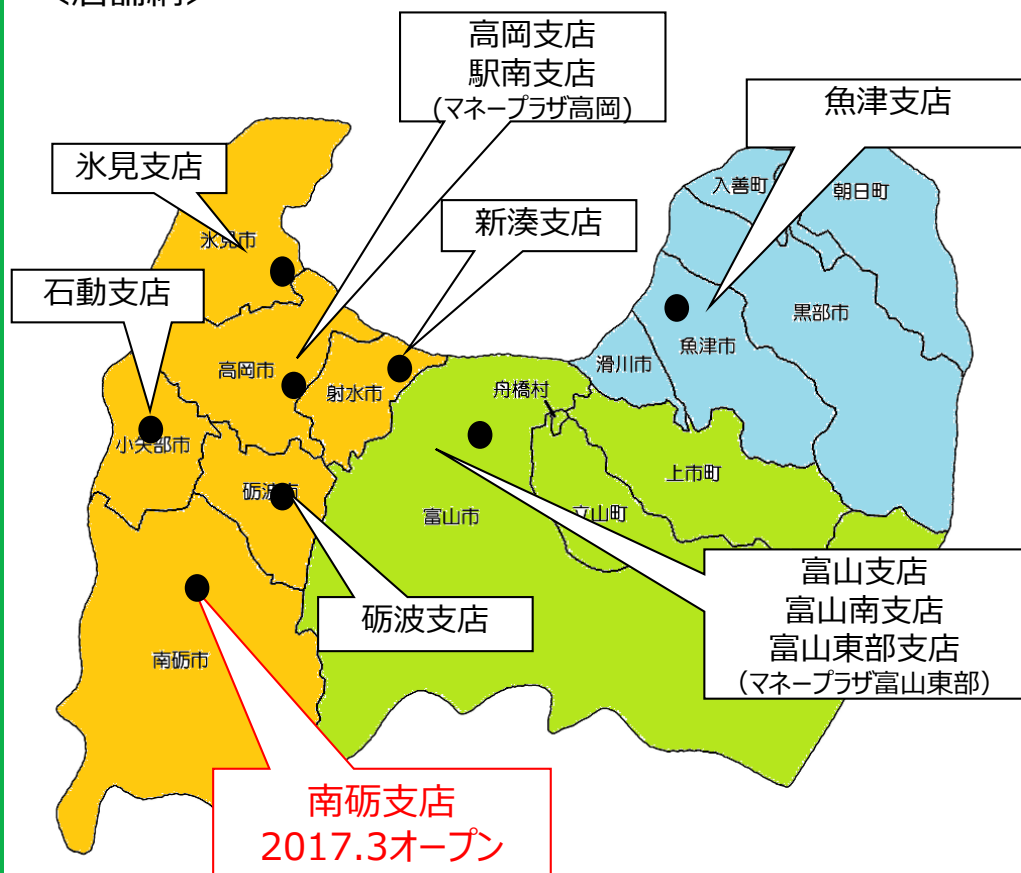 <店舗網>
高岡支店
駅南支店
(マネープラザ高岡)
魚津支店
氷見支店
入善町
朝日町
新湊支店
氷見市
石動支店
黒部市
魚津市
滑川市
高岡市
射水市
舟橋村
小矢部市
上市町
砺波市
富山市
立山町
富山支店
富山南支店
富山東部支店
(マネープラザ富山東部)
砺波支店
南砺市
南砺支店
2017.3オープン